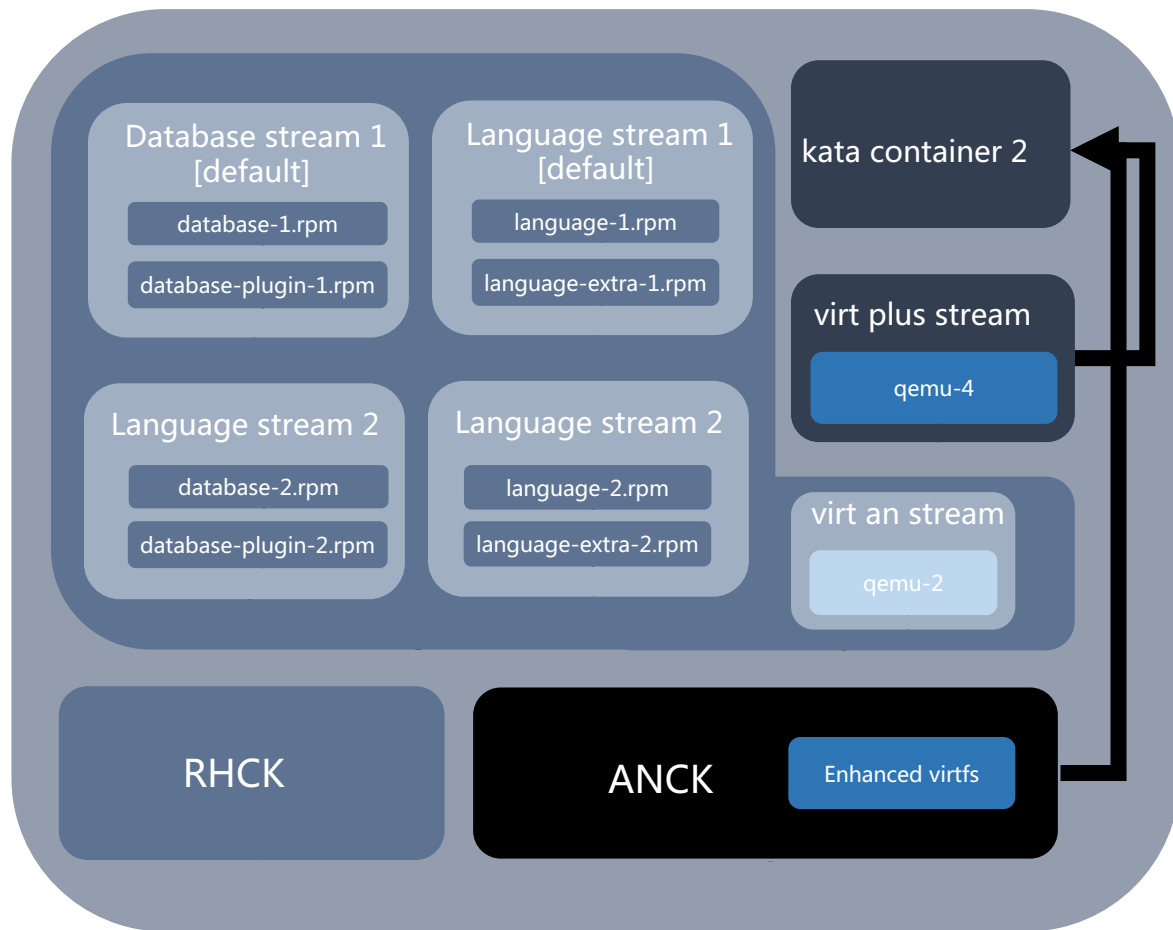 Database stream 1
[default]
database-1.rpm
database-plugin-1.rpm
Language stream 1
[default]
language-1.rpm
language-extra-1.rpm
kata container 2
virt plus stream
qemu-4
Language stream 2
database-2.rpm
database-plugin-2.rpm
Language stream 2
language-2.rpm
language-extra-2.rpm
virt an stream
qemu-2
RHCK
ANCK
Enhanced virtfs